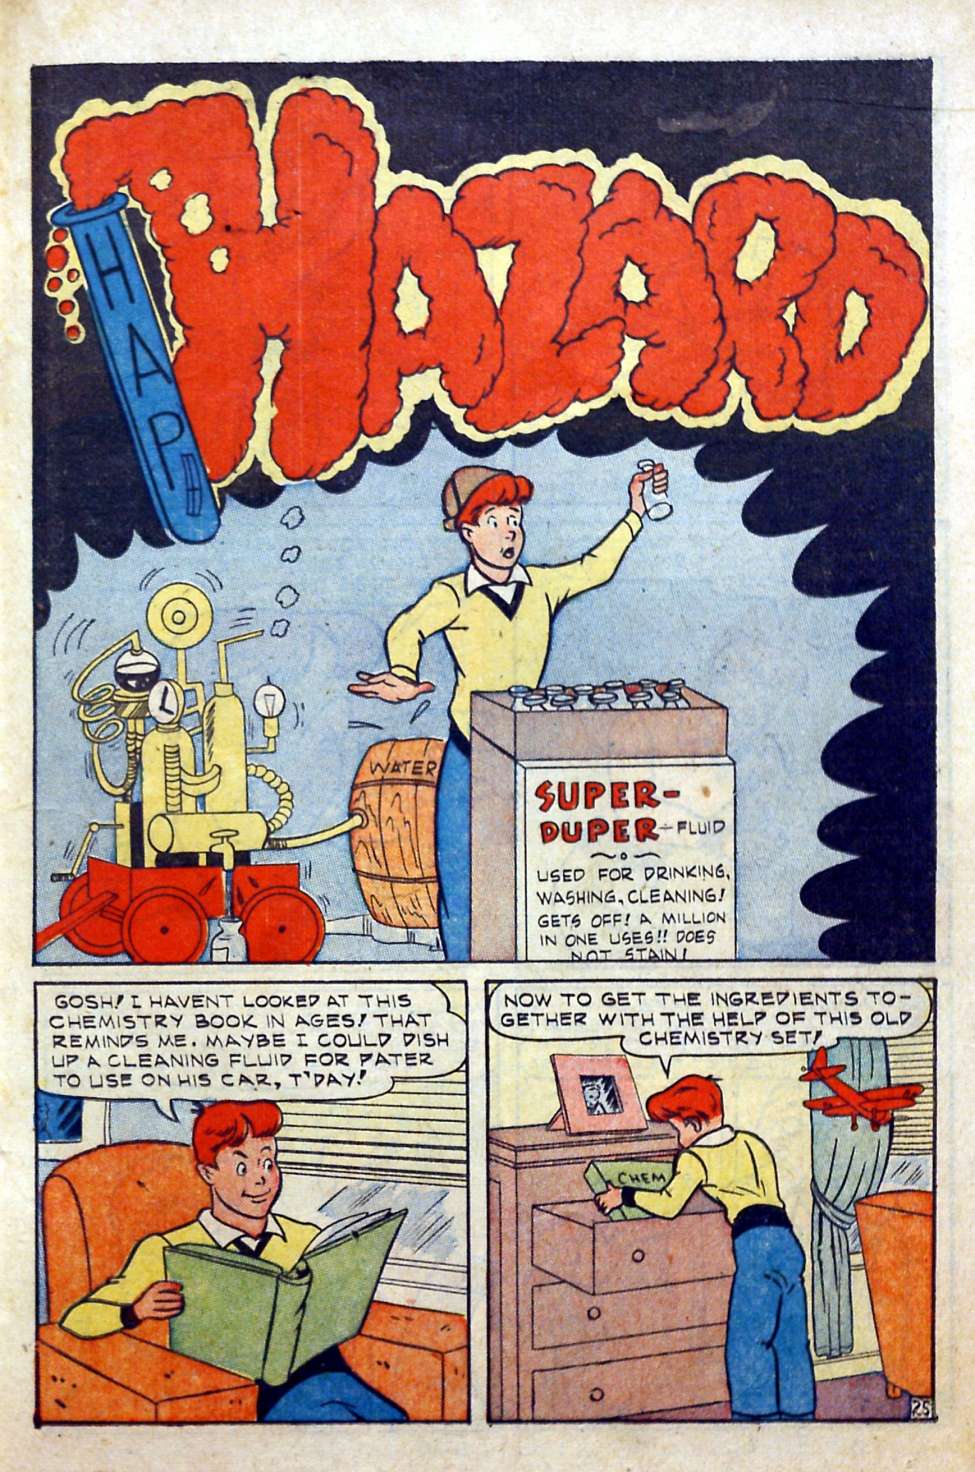 HAP
HAZARD
WATER
SUPER-
DUPER-FLUID
USED FOR DRINKING,
WASHING, CLEANING!
GETS OFF! A MILLION
IN ONE USES!! DOES
NOT STAIN!
GOSH! I HAVENT LOOKED AT THIS
CHEMISTRY BOOK IN AGES! THAT
REMINDS ME. MAYBE I COULD DISH
UP A CLEANING FLUID FOR PATER
TO USE ON HIS CAR, T'DAY!
NOW TO GET THE INGREDIENTS TO-
GETHER WITH THE HELP OF THIS OLD
CHEMISTRY SET!
CHEM
25